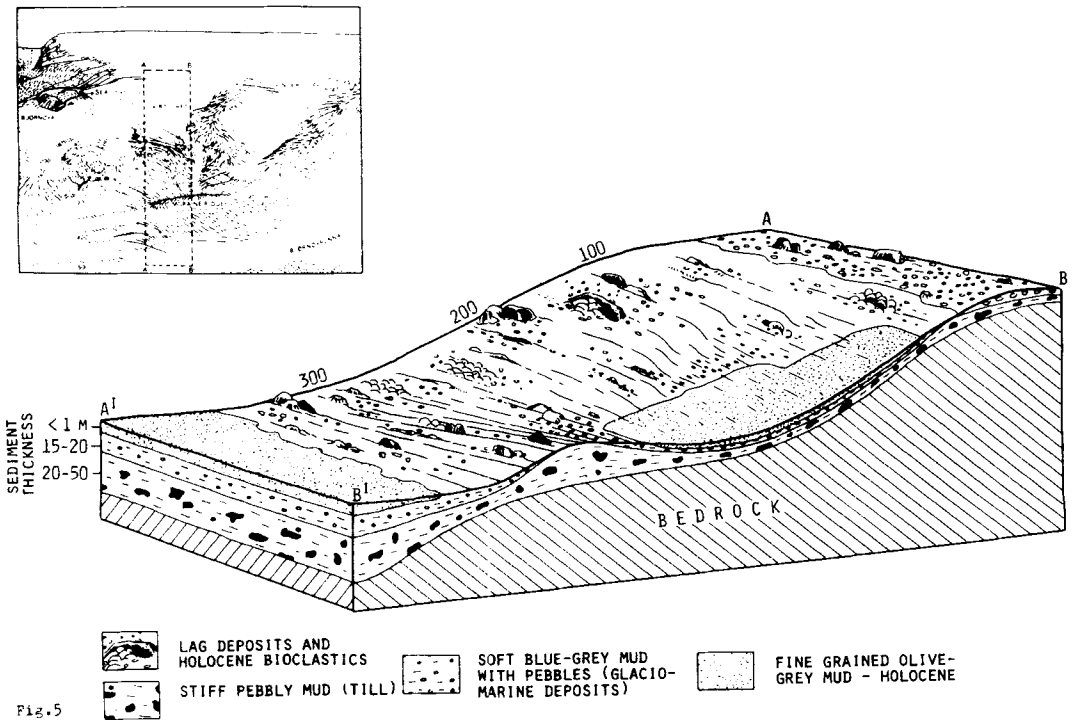 A B
BJØRNØYA
A B
A
B
100
200
300
A I
< 1 M
15-20
20-50
SEDIMENT
THICKNESS
B I
BEDROCK
LAG DEPOSITS AND
HOLOCENE BIOCLASTICS
STIFF PEBBLY MUD (TILL)
SOFT BLUE-GREY MUD
WITH PEBBLES (GLACIO-
MARINE DEPOSITS)
FINE GRAINED OLIVE-
GREY MUD - HOLOCENE
Fig.5